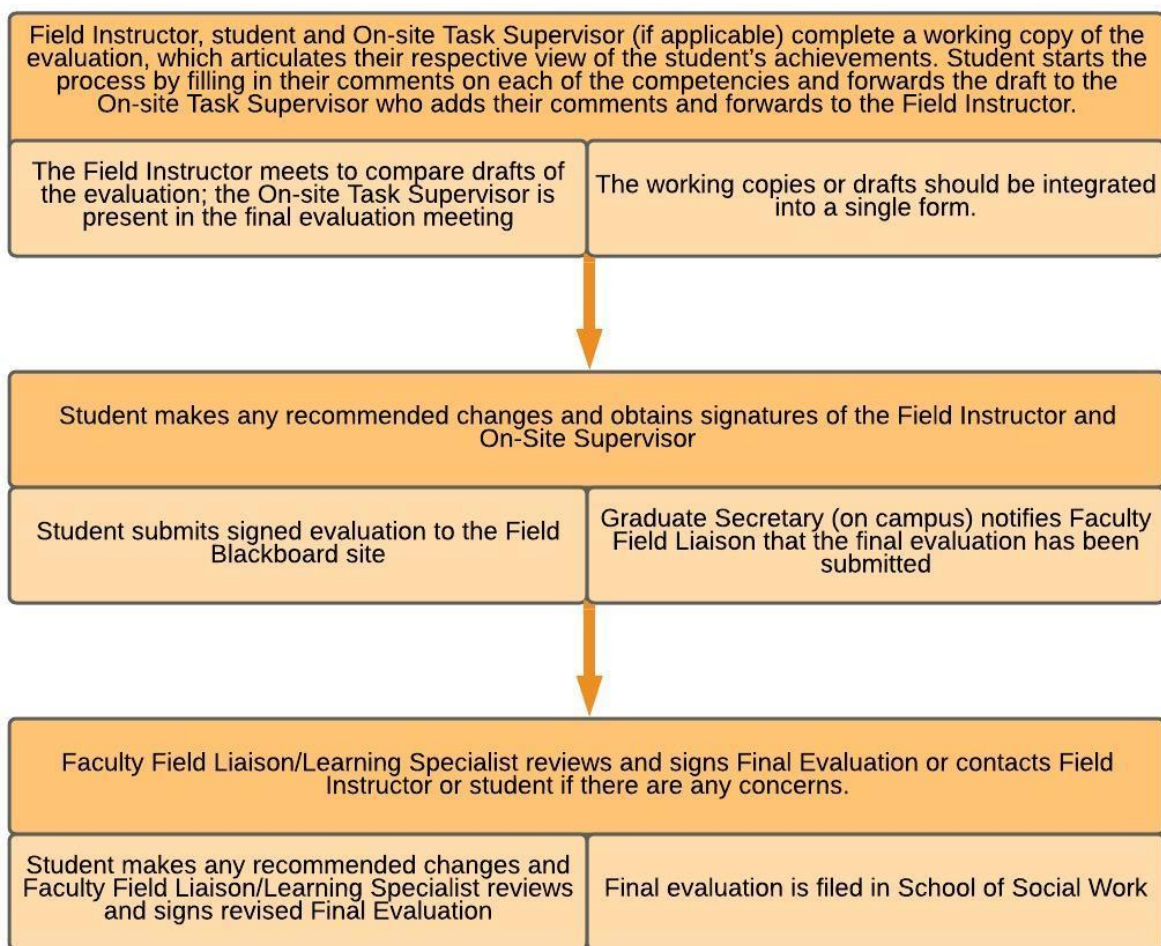 Field Instructor, student and On-site Task Supervisor (if applicable) complete a working copy of the
evaluation, which articulates their respective view of the student's achievements. Student starts the
process by filling in their comments on each of the competencies and forwards the draft to the
On-site Task Supervisor who adds their comments and forwards to the Field Instructor.
The Field Instructor meets to compare drafts of
the evaluation; the On-site Task Supervisor is
present in the final evaluation meeting
The working copies or drafts should be integrated
into a single form.
Student makes any recommended changes and obtains signatures of the Field Instructor and
On-Site Supervisor
Student submits signed evaluation to the Field
Blackboard site
Graduate Secretary (on campus) notifies Faculty
Field Liaison that the final evaluation has been
submitted
Faculty Field Liaison/Learning Specialist reviews and signs Final Evaluation or contacts Field
Instructor or student if there are any concerns.
Student makes any recommended changes and
Faculty Field Liaison/Learning Specialist reviews
and signs revised Final Evaluation
Final evaluation is filed in School of Social Work